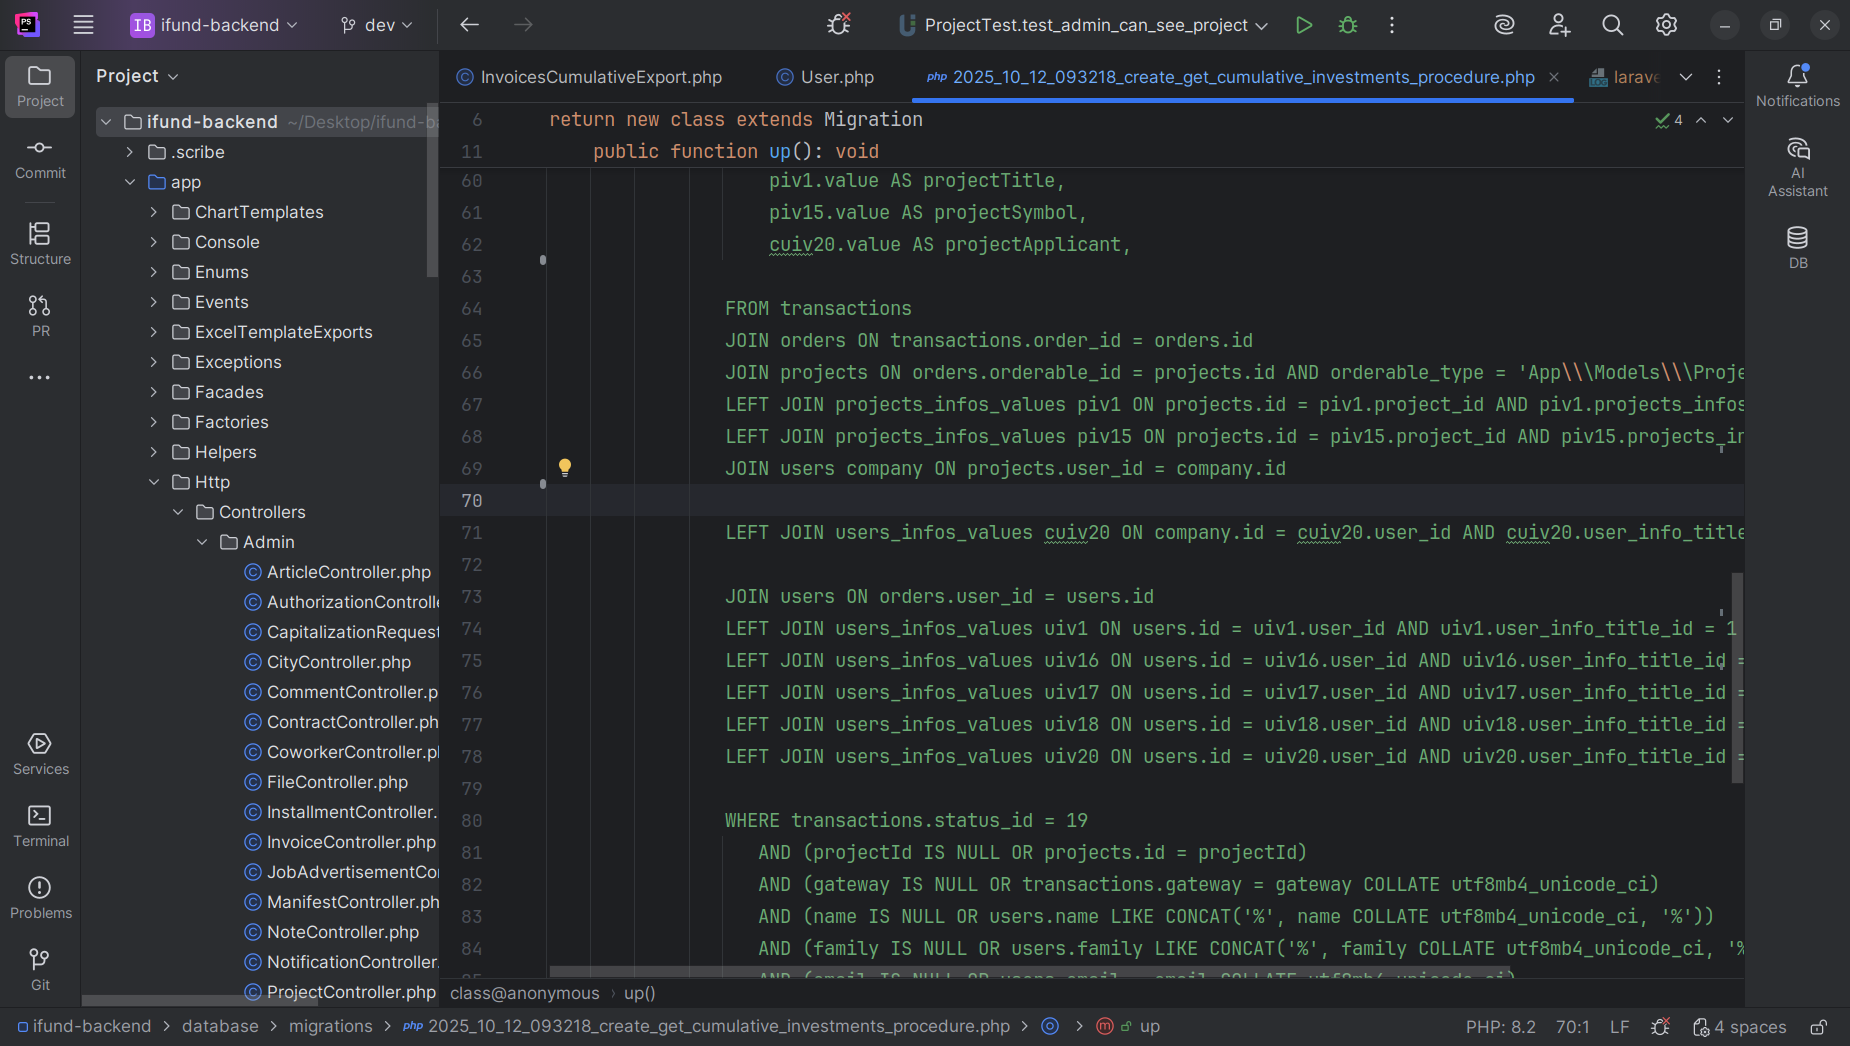 IB ifund-backend dev ProjectTest.test_admin_can_see_project
Project
Commit
Structure
PR
Services
Terminal
Problems
Git
Project
ifund-backend ~/Desktop/ifund-ba
.scribe
app
ChartTemplates
Console
Enums
Events
ExcelTemplateExports
Exceptions
Facades
Factories
Helpers
Http
Controllers
Admin
ArticleController.php
AuthorizationControlle
CapitalizationRequest
CityController.php
CommentController.p
ContractController.ph
CoworkerController.pl
FileController.php
InstallmentController.
InvoiceController.php
JobAdvertisementCor
ManifestController.ph
NoteController.php
NotificationController.
ProjectController.php
InvoicesCumulativeExport.php User.php php 2025_10_12_093218_create_get_cumulative_investments_procedure.php larave
6 return new class extends Migration 4
11 public function up(): void
60 piv1.value AS projectTitle,
61 piv15.value AS projectSymbol,
62 cuiv20.value AS projectApplicant,
63
64 FROM transactions
65 JOIN orders ON transactions.order_id = orders.id
66 JOIN projects ON orders.orderable_id = projects.id AND orderable_type = 'App\\\Models\\\Proje
67 LEFT JOIN projects_infos_values piv1 ON projects.id = piv1.project_id AND piv1.projects_infos
68 LEFT JOIN projects_infos_values piv15 ON projects.id = piv15.project_id AND piv15.projects_in
69 JOIN users company ON projects.user_id = company.id
70
71 LEFT JOIN users_infos_values cuiv20 ON company.id = cuiv20.user_id AND cuiv20.user_info_title
72
73 JOIN users ON orders.user_id = users.id
74 LEFT JOIN users_infos_values uiv1 ON users.id = uiv1.user_id AND uiv1.user_info_title_id = 1
75 LEFT JOIN users_infos_values uiv16 ON users.id = uiv16.user_id AND uiv16.user_info_title_id =
76 LEFT JOIN users_infos_values uiv17 ON users.id = uiv17.user_id AND uiv17.user_info_title_id =
77 LEFT JOIN users_infos_values uiv18 ON users.id = uiv18.user_id AND uiv18.user_info_title_id =
78 LEFT JOIN users_infos_values uiv20 ON users.id = uiv20.user_id AND uiv20.user_info_title_id =
79
80 WHERE transactions.status_id = 19
81 AND (projectId IS NULL OR projects.id = projectId)
82 AND (gateway IS NULL OR transactions.gateway = gateway COLLATE utf8mb4_unicode_ci)
83 AND (name IS NULL OR users.name LIKE CONCAT('%', name COLLATE utf8mb4_unicode_ci, '%'))
84 AND (family IS NULL OR users.family LIKE CONCAT('%', family COLLATE utf8mb4_unicode_ci, '%
class@anonymous › up()
Notifications
AI
Assistant
DB
ifund-backend > database > migrations > php 2025_10_12_093218_create_get_cumulative_investments_procedure.php > > m up PHP: 8.2 70:1 LF 4 spaces